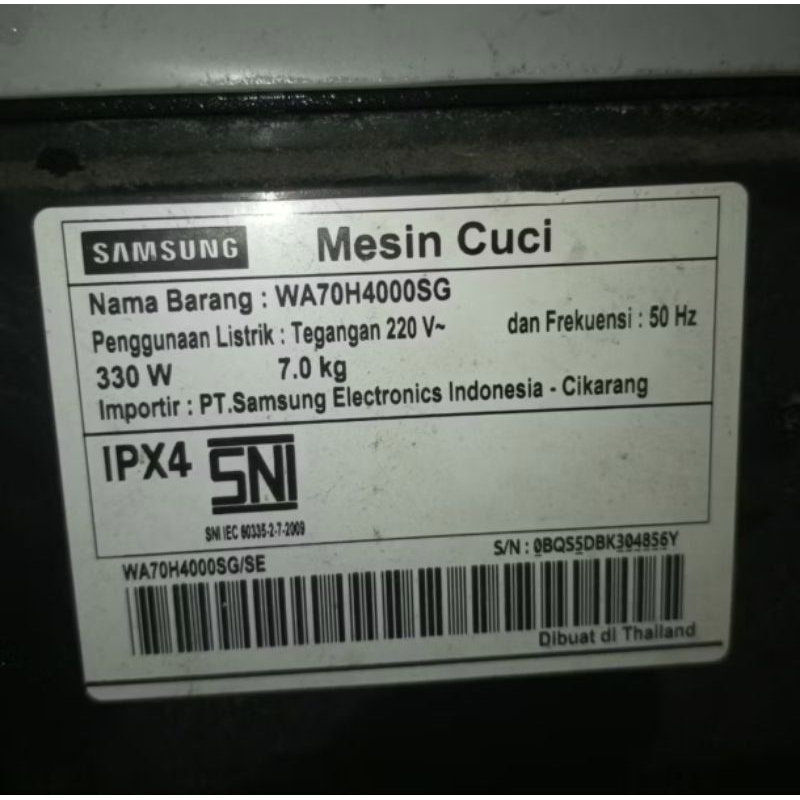 SAMSUNG Mesin Cuci
Nama Barang : WA70H4000SG
Penggunaan Listrik : Tegangan 220 V~ dan Frekuensi : 50 Hz
330 W 7.0 kg
Importir : PT.Samsung Electronics Indonesia - Cikarang
IPX4 SNI
SNI IEC 60335-2-7-2009
WA70H4000SG/SE S/N : 0BQS5DBK304856Y
Dibuat di Thailand